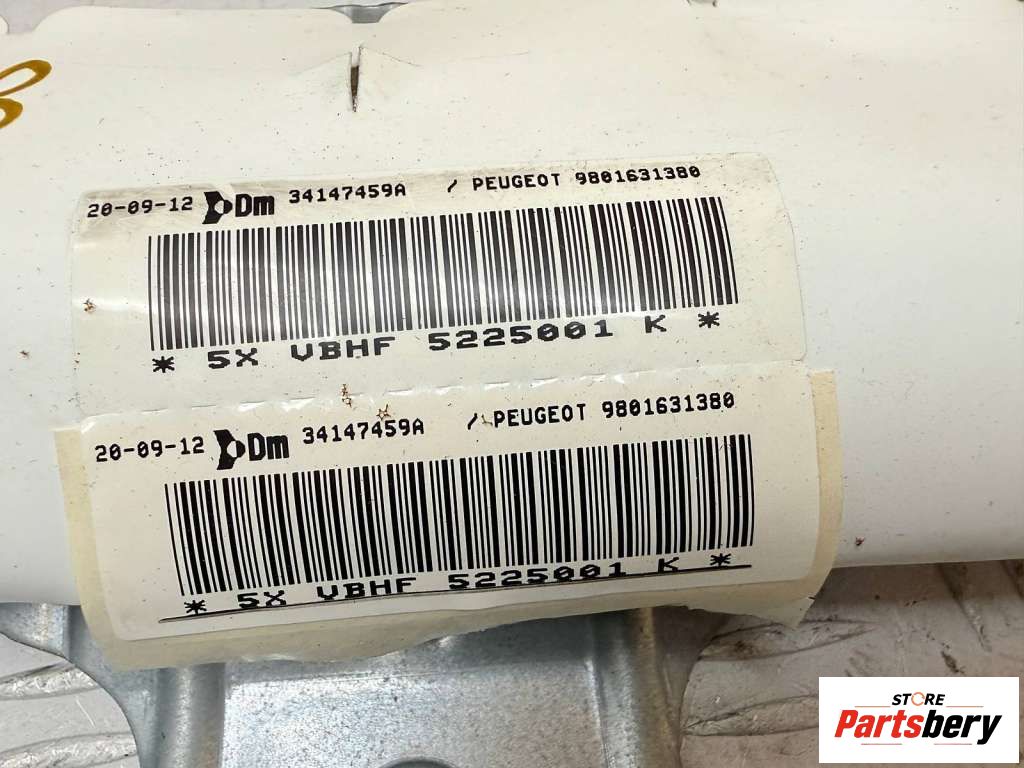 20-09-12 Dm 34147459A / PEUGEOT 9801631380
* 5X VBHF 5225001 K *
20-09-12 Dm 34147459A / PEUGEOT 9801631380
* 5X VBHF 5225001 K *
STORE
Partsbery